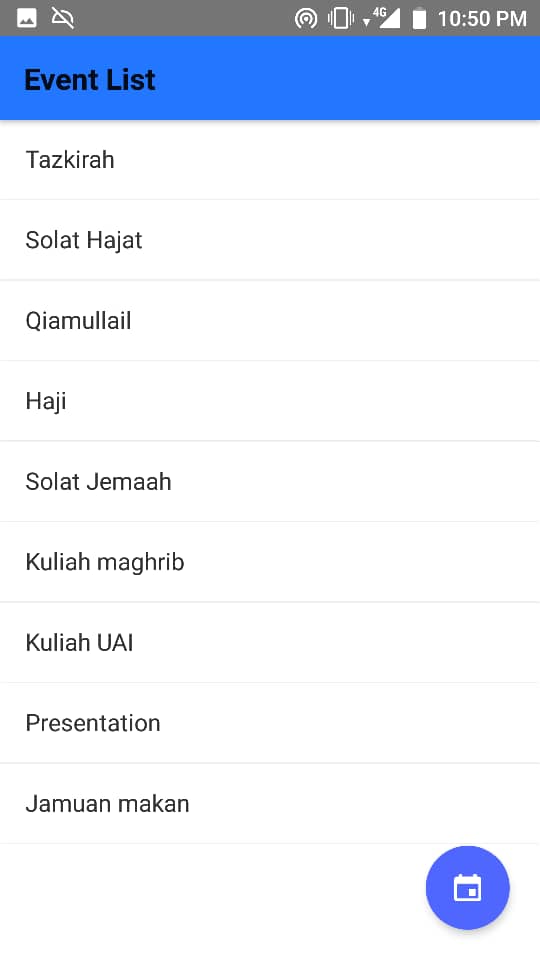 4G 10:50 PM
Event List
Tazkirah
Solat Hajat
Qiamullail
Haji
Solat Jemaah
Kuliah maghrib
Kuliah UAI
Presentation
Jamuan makan